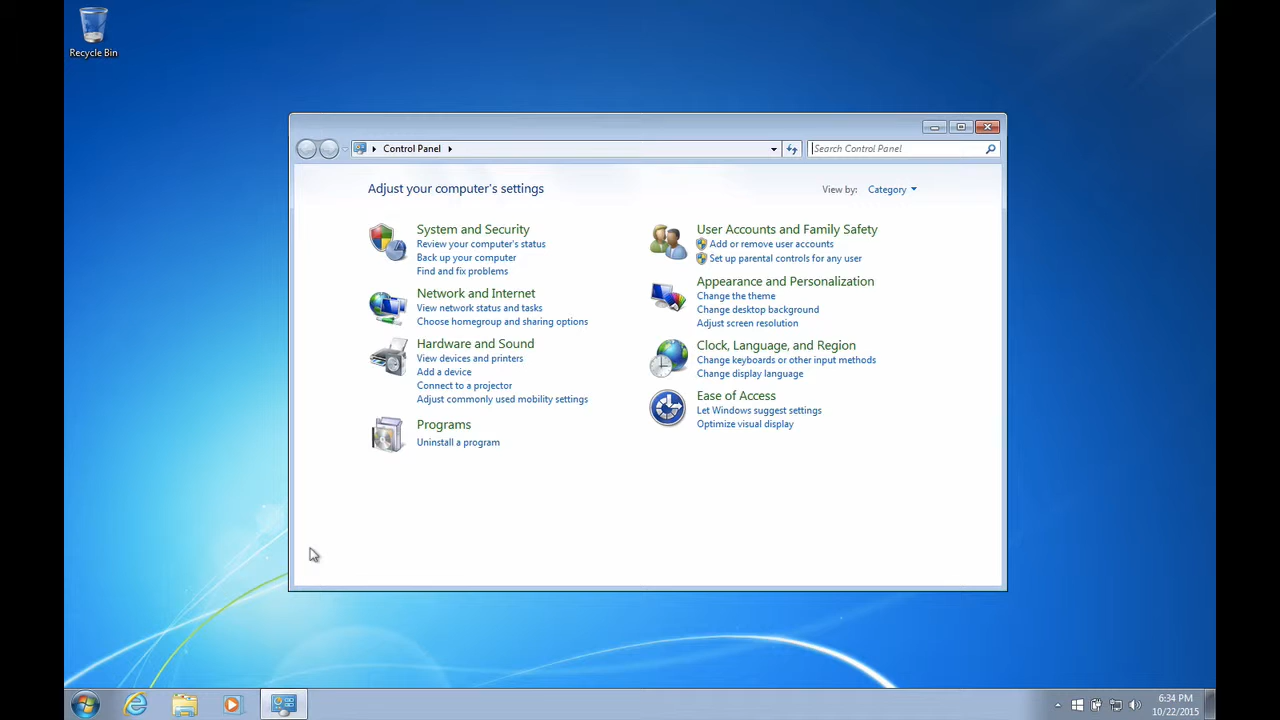 Recycle Bin
Control Panel
Search Control Panel
Adjust your computer's settings
View by: Category
System and Security
Review your computer's status
Back up your computer
Find and fix problems
Network and Internet
View network status and tasks
Choose homegroup and sharing options
Hardware and Sound
View devices and printers
Add a device
Connect to a projector
Adjust commonly used mobility settings
Programs
Uninstall a program
User Accounts and Family Safety
Add or remove user accounts
Set up parental controls for any user
Appearance and Personalization
Change the theme
Change desktop background
Adjust screen resolution
Clock, Language, and Region
Change keyboards or other input methods
Change display language
Ease of Access
Let Windows suggest settings
Optimize visual display
6:34 PM
10/22/2015